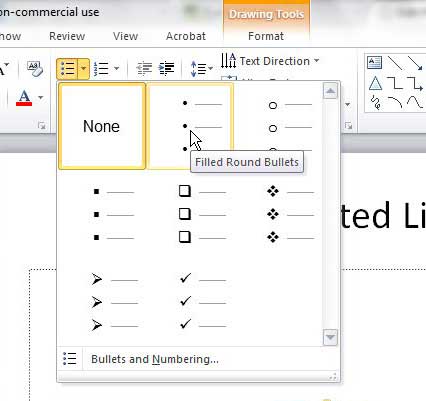 on-commercial use
Drawing Tools
how Review View Acrobat Format
Text Direction
None
Filled Round Bullets
ted Li
Bullets and Numbering...